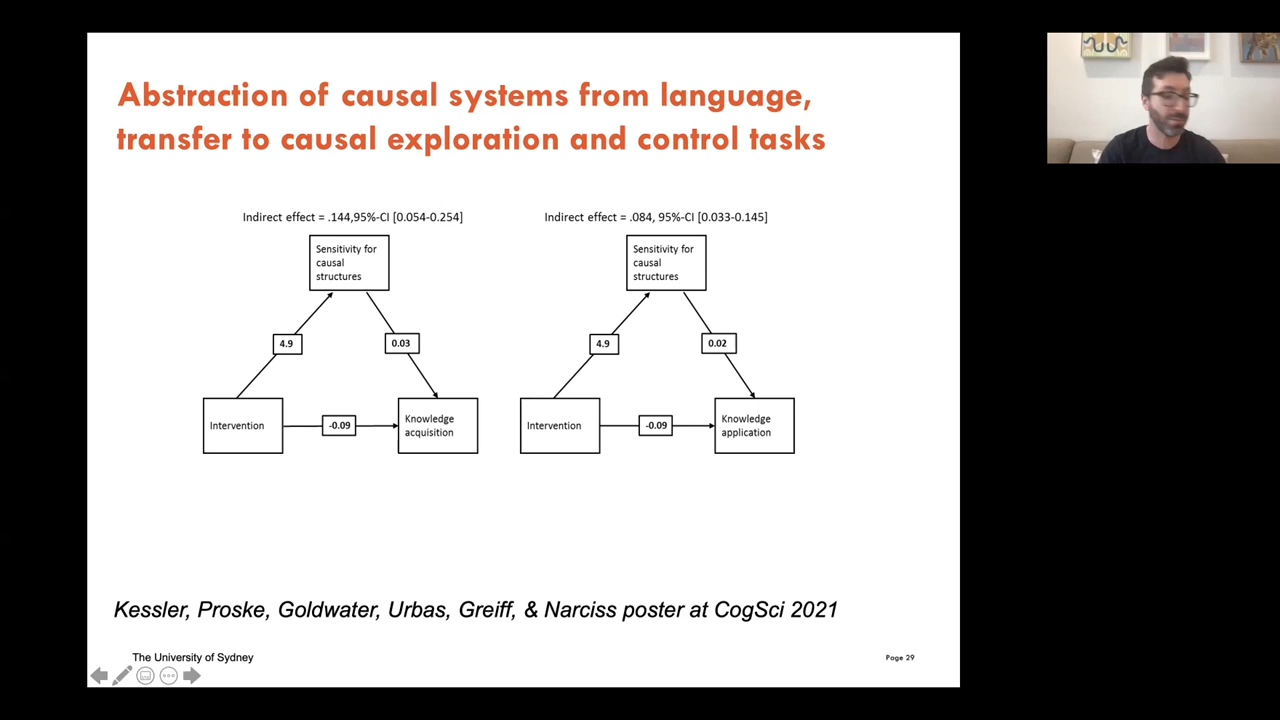 Abstraction of causal systems from language,
transfer to causal exploration and control tasks
Indirect effect = .144,95%-CI [0.054-0.254]
Sensitivity for
causal
structures
4.9
0.03
Intervention
-0.09
Knowledge
acquisition
Indirect effect = .084, 95%-CI [0.033-0.145]
Sensitivity for
causal
structures
4.9
0.02
Intervention
-0.09
Knowledge
application
Kessler, Proske, Goldwater, Urbas, Greiff, & Narciss poster at CogSci 2021
The University of Sydney
Page 29